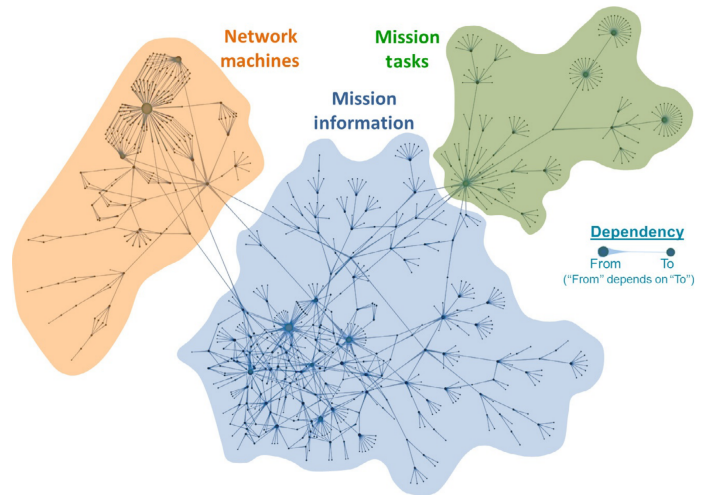 Network
machines
Mission
tasks
Mission
information
Dependency
From To
("From" depends on "To")